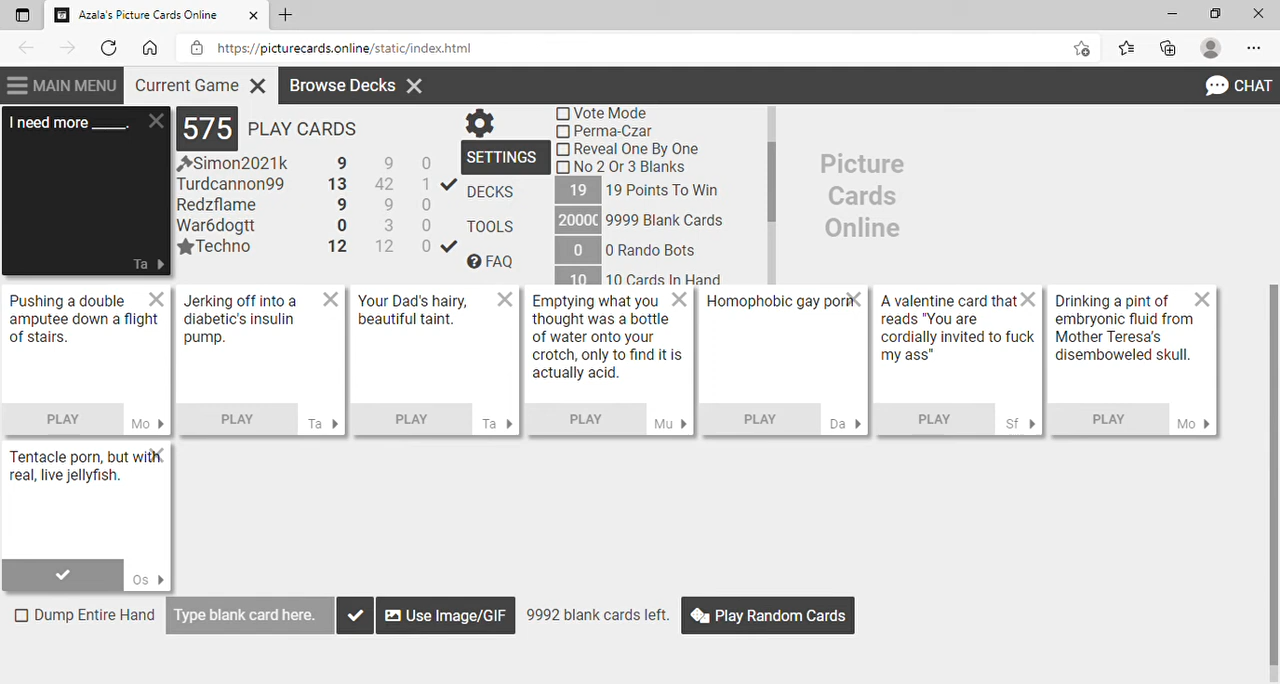 Azala's Picture Cards Online
https://picturecards.online/static/index.html
MAIN MENU
Current Game
Browse Decks
CHAT
I need more _____.
Ta
575 PLAY CARDS
Simon2021k 9 9 0
Turdcannon99 13 42 1
Redzflame 9 9 0
War6dogtt 0 3 0
Techno 12 12 0
SETTINGS
DECKS
TOOLS
FAQ
Vote Mode
Perma-Czar
Reveal One By One
No 2 Or 3 Blanks
19 19 Points To Win
2000 9999 Blank Cards
0 0 Rando Bots
10 10 Cards In Hand
Picture
Cards
Online
Pushing a double
amputee down a flight
of stairs.
PLAY Mo
Jerking off into a
diabetic's insulin
pump.
PLAY Ta
Your Dad's hairy,
beautiful taint.
PLAY Ta
Emptying what you
thought was a bottle
of water onto your
crotch, only to find it is
actually acid.
PLAY Mu
Homophobic gay porn
PLAY Da
A valentine card that
reads "You are
cordially invited to fuck
my ass"
PLAY Sf
Drinking a pint of
embryonic fluid from
Mother Teresa's
disemboweled skull.
PLAY Mo
Tentacle porn, but with
real, live jellyfish.
Os
Dump Entire Hand
Type blank card here.
Use Image/GIF
9992 blank cards left.
Play Random Cards